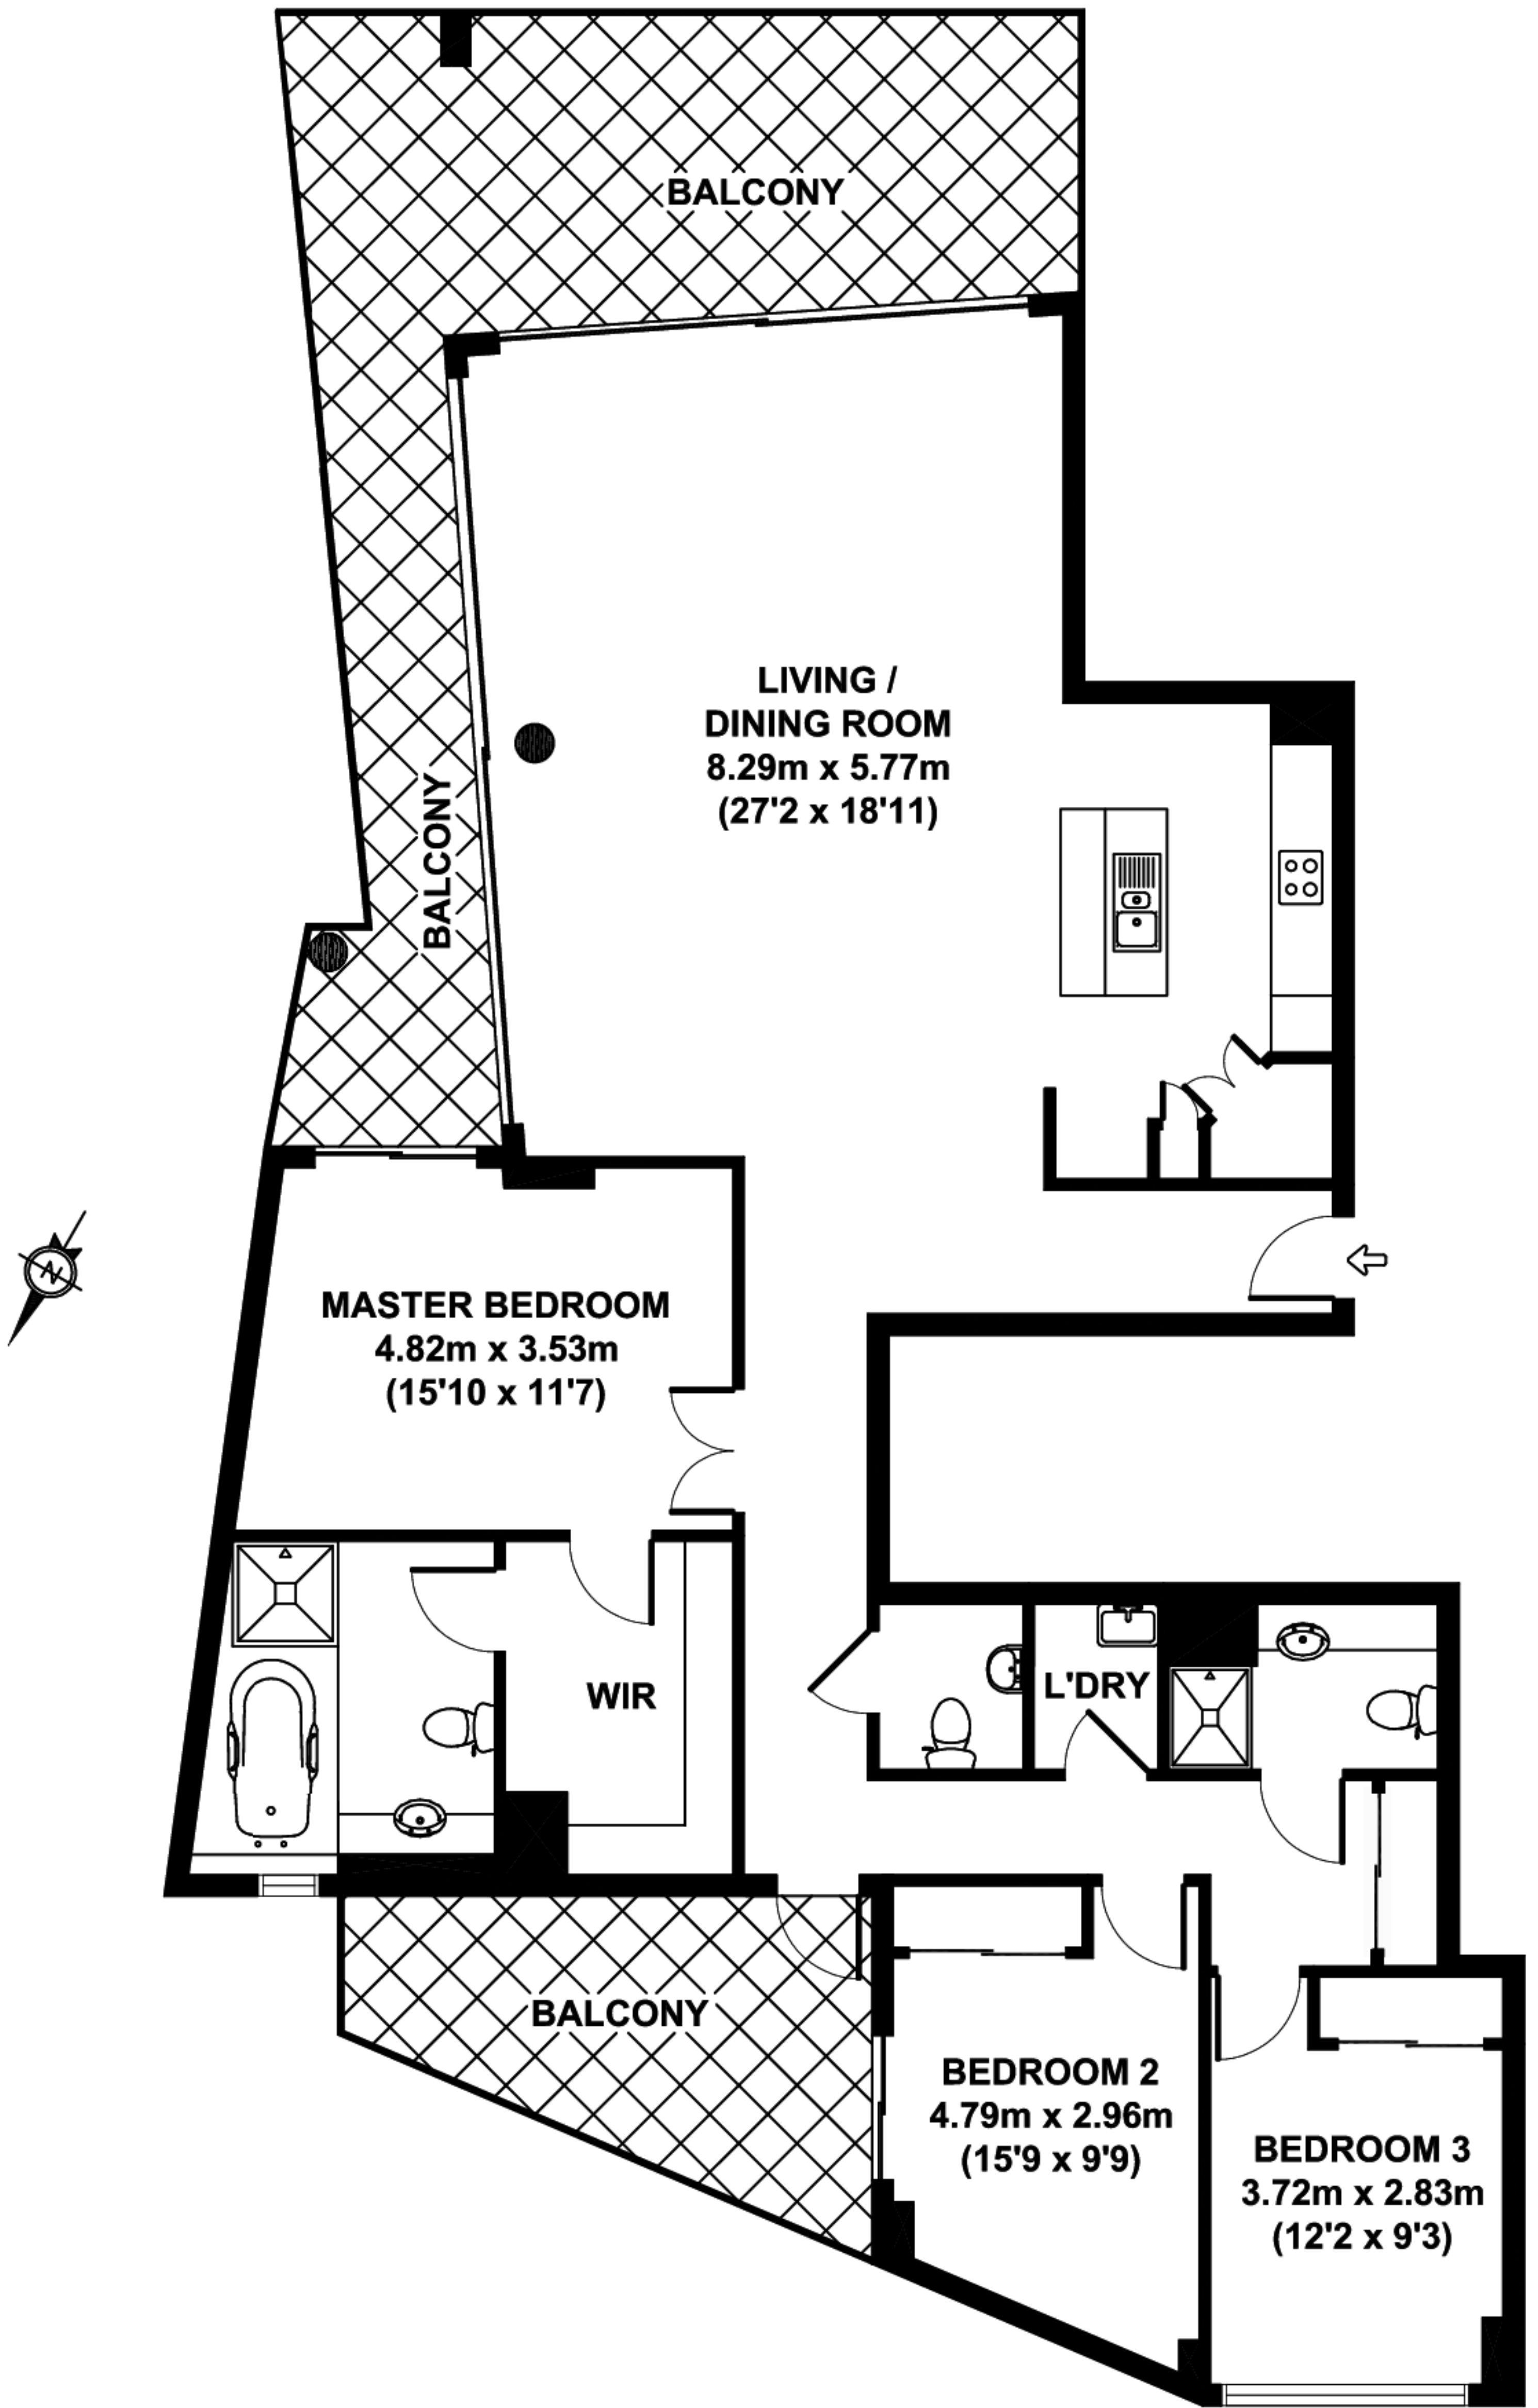 BALCONY
LIVING /
DINING ROOM
8.29m x 5.77m
(27'2 x 18'11)
BALCONY
N
MASTER BEDROOM
4.82m x 3.53m
(15'10 x 11'7)
WIR
L'DRY
BALCONY
BEDROOM 2
4.79m x 2.96m
(15'9 x 9'9)
BEDROOM 3
3.72m x 2.83m
(12'2 x 9'3)